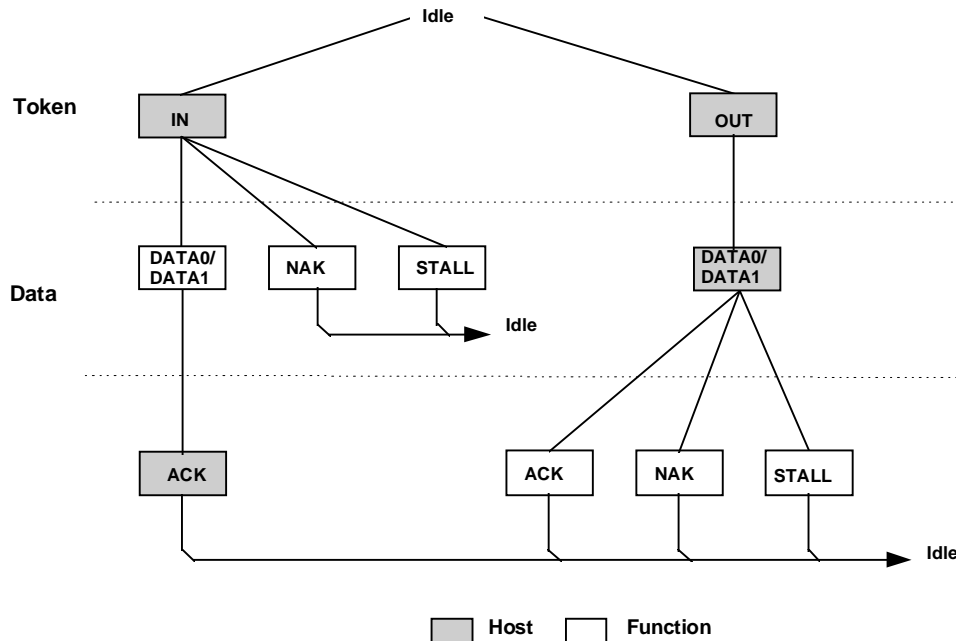 Idle
Token
IN
OUT
DATA0/
DATA1
NAK
STALL
DATA0/
DATA1
Data
Idle
ACK
ACK
NAK
STALL
Idle
Host
Function